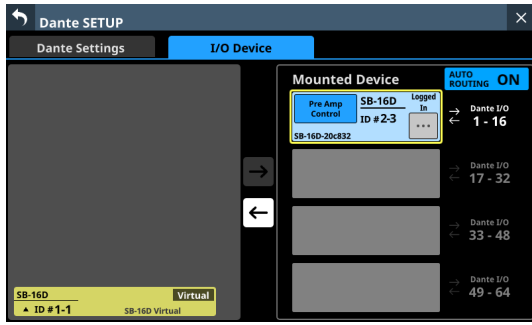 Dante SETUP
Dante Settings
I/O Device
Mounted Device
AUTO ROUTING ON
Pre Amp Control
SB-16D
ID #2-3
Logged In
...
SB-16D-20c832
Dante I/O
1 - 16
Dante I/O
17 - 32
Dante I/O
33 - 48
Dante I/O
49 - 64
SB-16D
Virtual
ID #1-1
SB-16D Virtual